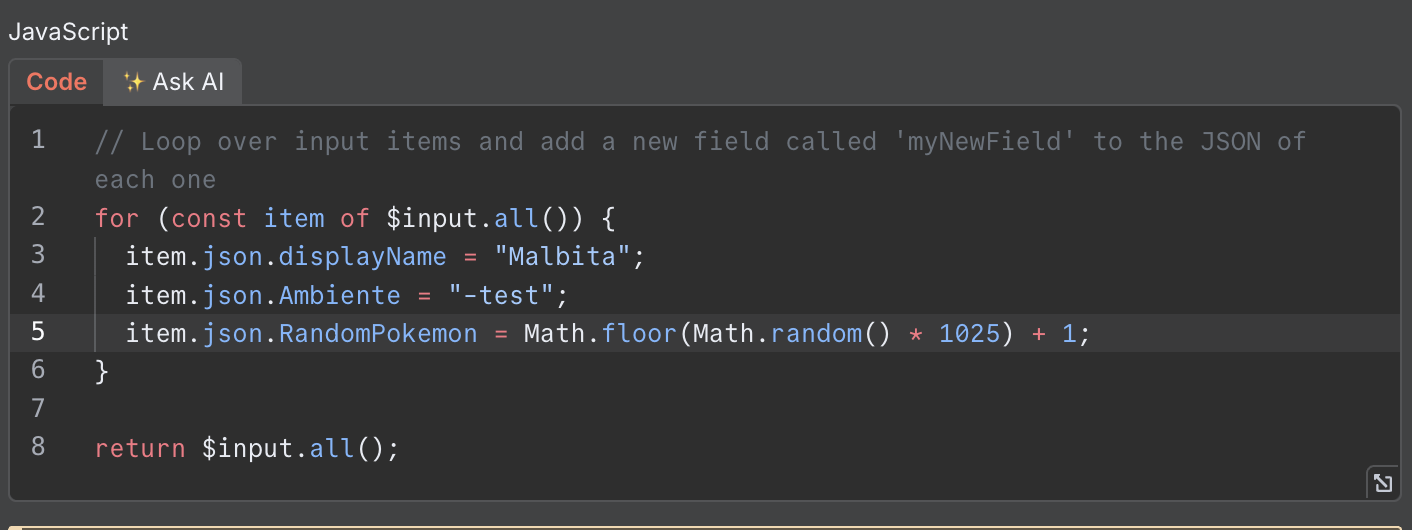 JavaScript
Code
✨ Ask AI
1 // Loop over input items and add a new field called 'myNewField' to the JSON of
each one
2 for (const item of $input.all()) {
3 item.json.displayName = "Malbita";
4 item.json.Ambiente = "-test";
5 item.json.RandomPokemon = Math.floor(Math.random() * 1025) + 1;
6 }
7
8 return $input.all();